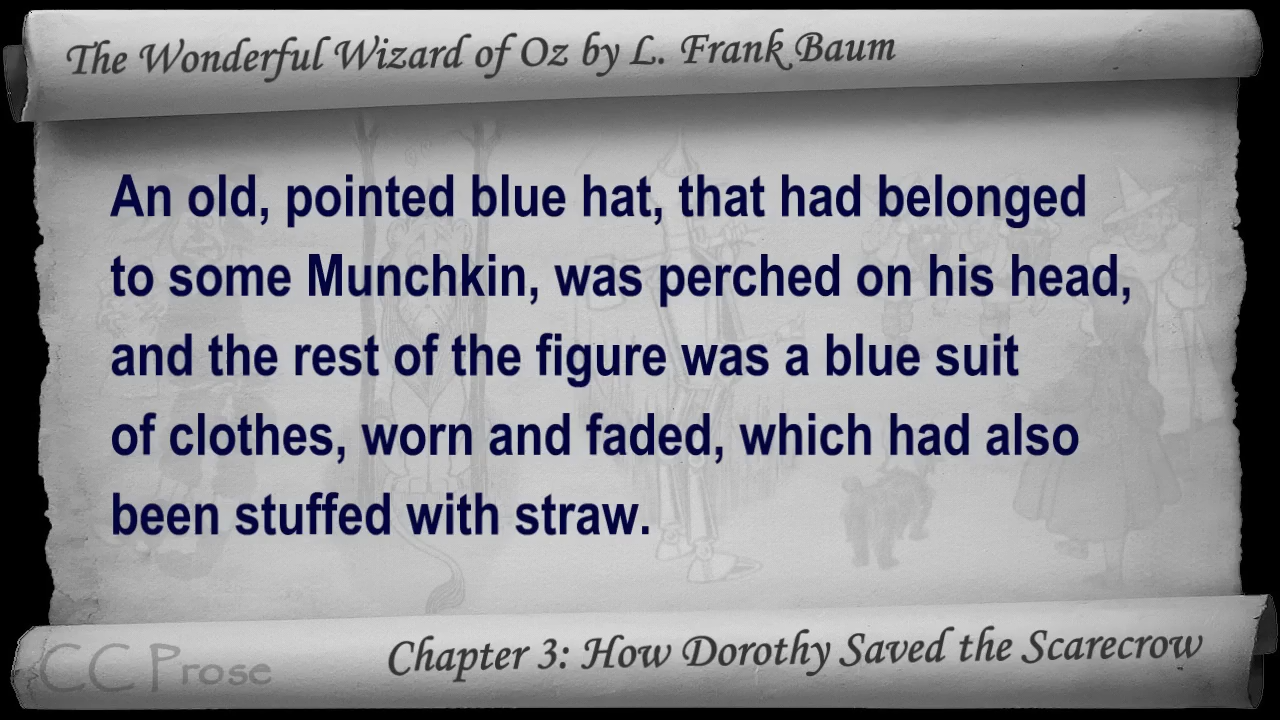 The Wonderful Wizard of Oz by L. Frank Baum
An old, pointed blue hat, that had belonged
to some Munchkin, was perched on his head,
and the rest of the figure was a blue suit
of clothes, worn and faded, which had also
been stuffed with straw.
Chapter 3: How Dorothy Saved the Scarecrow
CC Prose